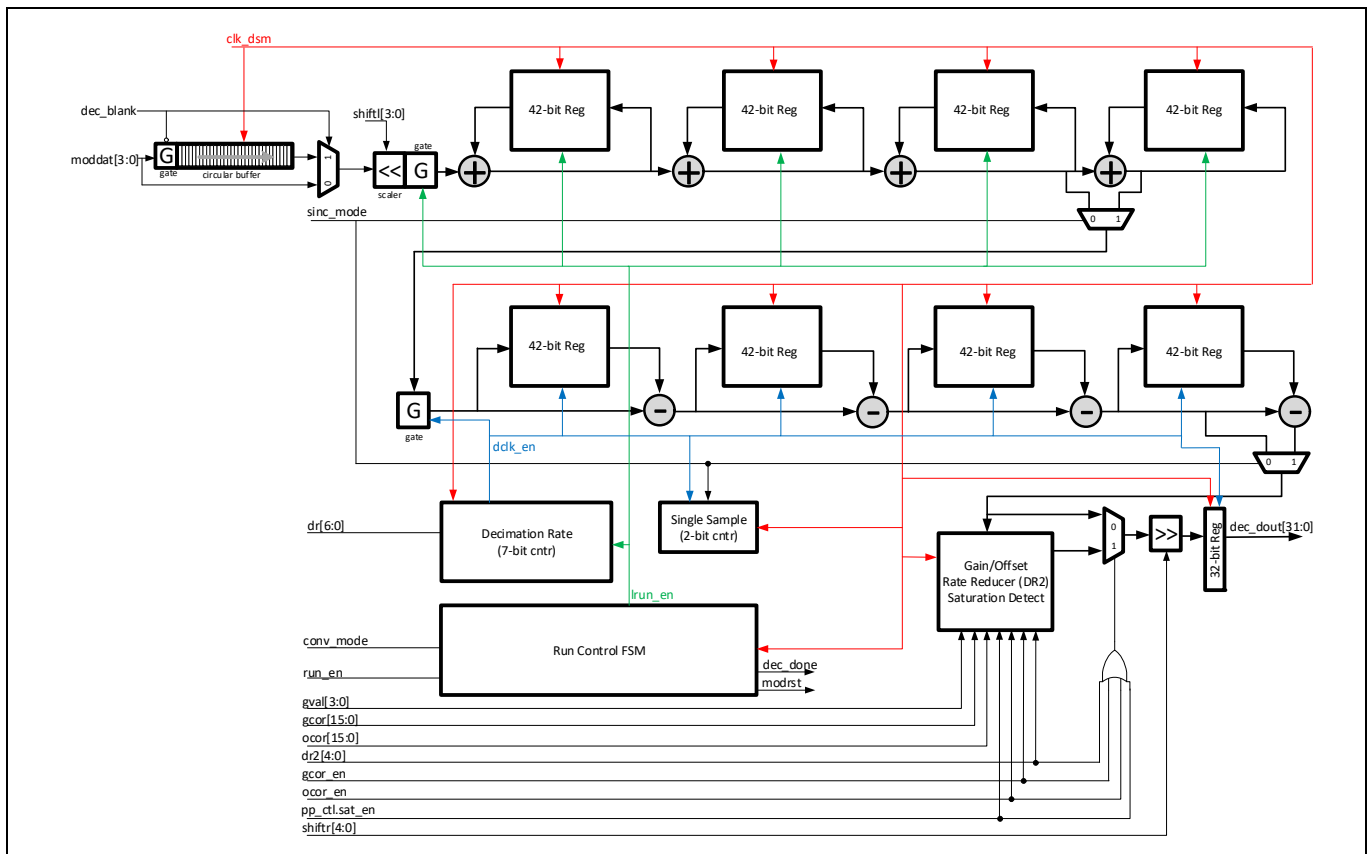 clk_dsm
dec_blank
shiftl[3:0]
42-bit Reg
42-bit Reg
42-bit Reg
42-bit Reg
moddat[3:0]
G
gate
circular buffer
1
0
<<
scaler
gate
G
+
+
+
+
sinc_mode
0 1
42-bit Reg
42-bit Reg
42-bit Reg
42-bit Reg
G
gate
-
-
-
-
dclk_en
0 1
dr[6:0]
Decimation Rate
(7-bit cntr)
Single Sample
(2-bit cntr)
Gain/Offset
Rate Reducer (DR2)
Saturation Detect
0
1
>>
32-bit Reg
dec_dout[31:0]
lrun_en
conv_mode
run_en
Run Control FSM
dec_done
modrst
gval[3:0]
gcor[15:0]
ocor[15:0]
dr2[4:0]
gcor_en
ocor_en
pp_ctl.sat_en
shiftr[4:0]